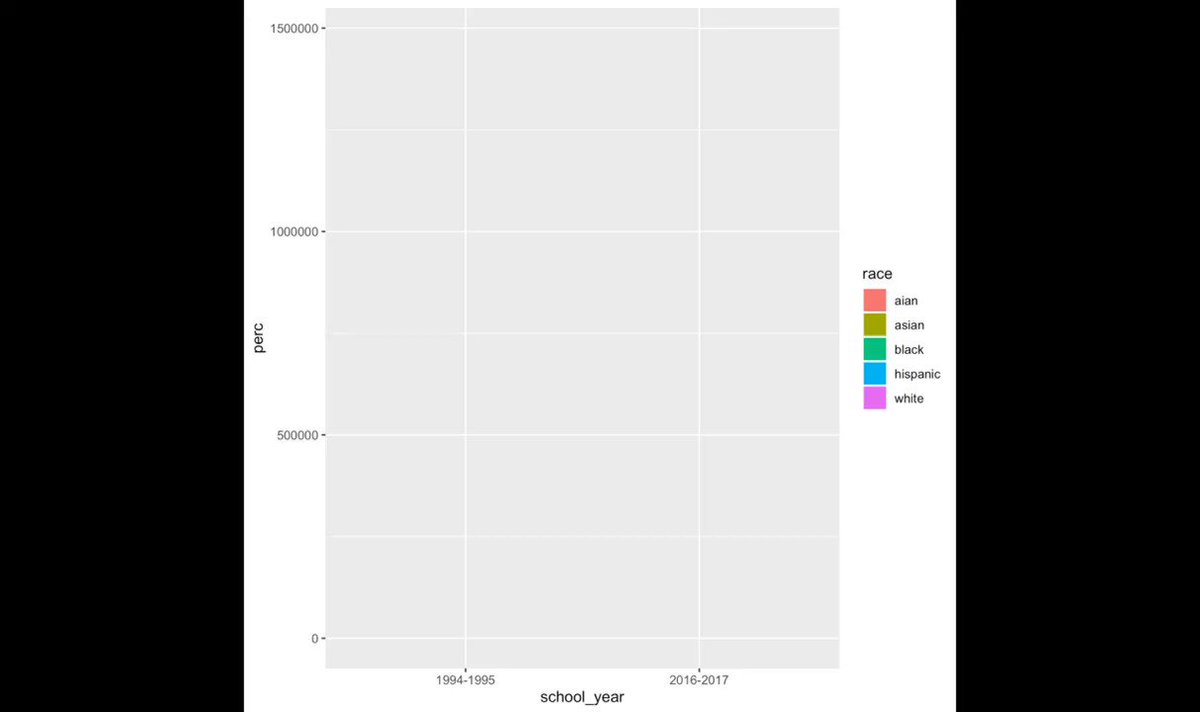 1500000
1000000
500000
0
perc
1994-1995
2016-2017
school_year
race
aian
asian
black
hispanic
white